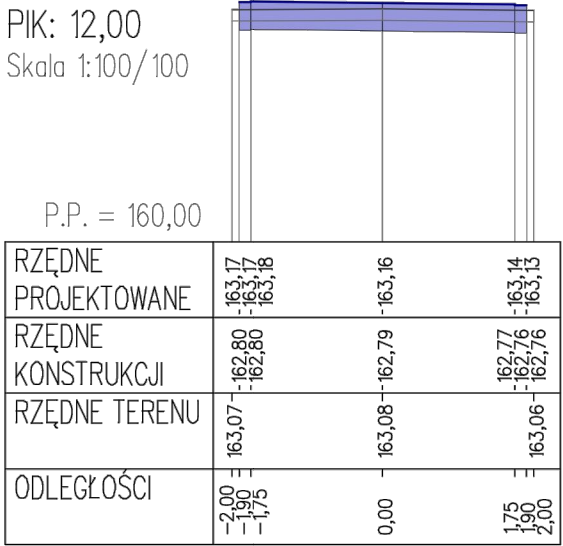 PIK: 12,00
Skala 1:100/100
P.P. = 160,00
RZĘDNE
PROJEKTOWANE
163,17
163,17
163,18
163,16
163,14
163,13
RZĘDNE
KONSTRUKCJI
162,80
162,80
162,79
162,77
162,76
162,76
RZĘDNE TERENU
163,07
163,08
163,06
ODLEGŁOŚCI
-2,00
-1,90
-1,75
0,00
1,75
1,90
2,00